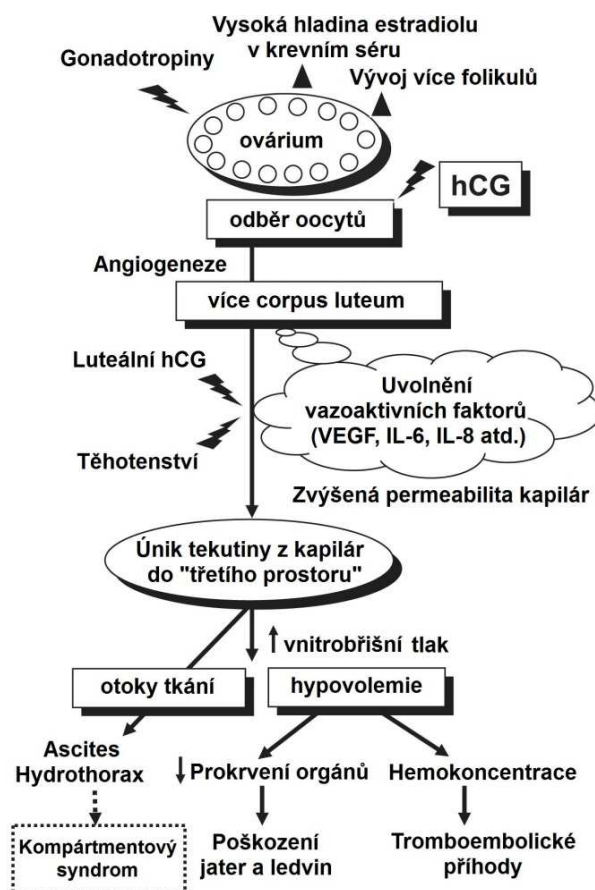 Vysoká hladina estradiolu
v krevním séru
Gonadotropiny
Vývoj více folikulů
ovárium
hCG
odběr oocytů
Angiogeneze
více corpus luteum
Luteální hCG
Uvolnění
vazoaktivních faktorů
(VEGF, IL-6, IL-8 atd.)
Těhotenství
Zvýšená permeabilita kapilár
Únik tekutiny z kapilár
do "třetího prostoru"
vnitrobřišní tlak
otoky tkání
hypovolemie
Ascites
Hydrothorax
Prokrvení orgánů
Hemokoncentrace
Kompártmentový
syndrom
Poškození
jater a ledvin
Tromboembolické
příhody